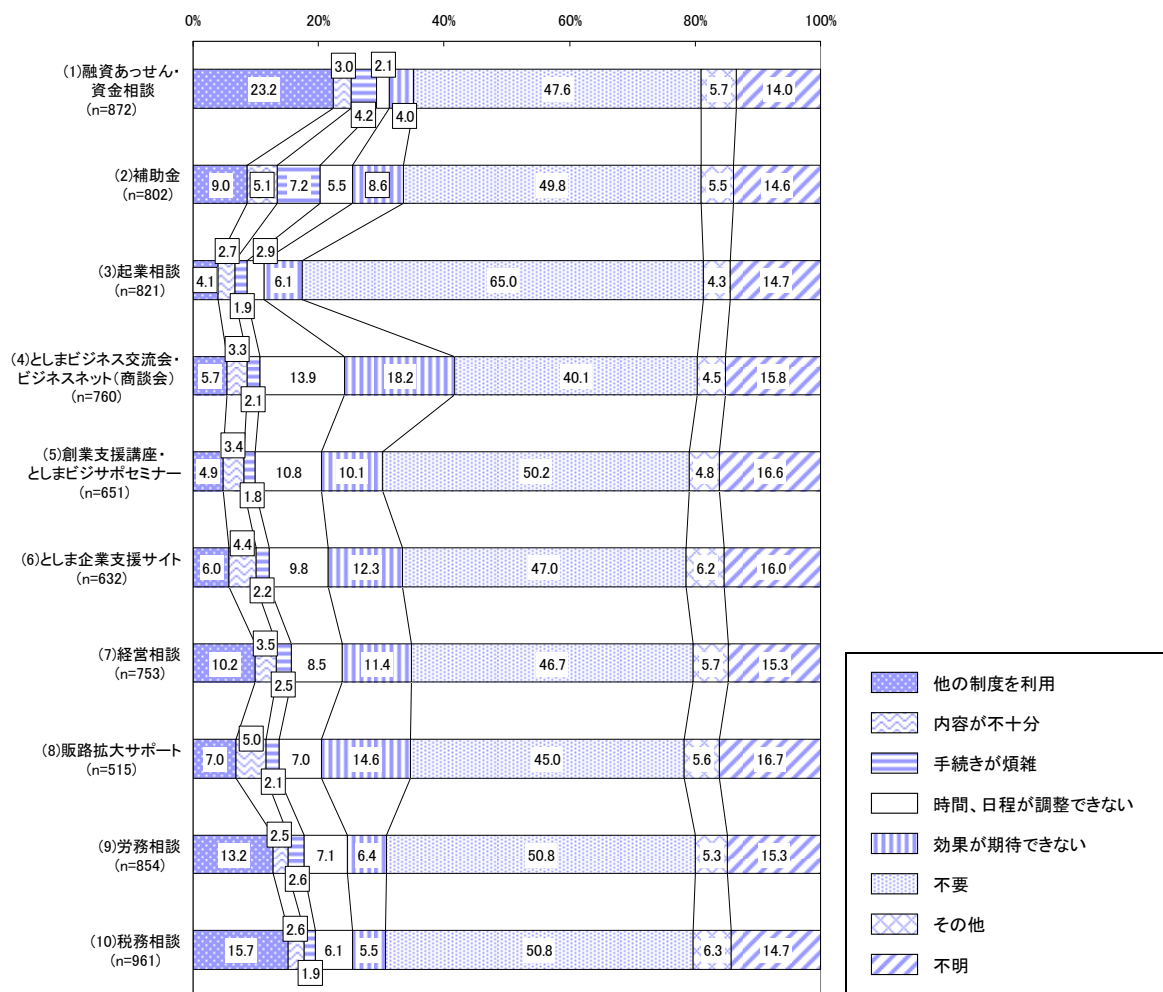 0%
20%
40%
60%
80%
100%
(1)融資あっせん・
資金相談
(n=872)
23.2
3.0
4.2
2.1
4.0
47.6
5.7
14.0
(2)補助金
(n=802)
9.0
5.1
7.2
5.5
8.6
49.8
5.5
14.6
(3)起業相談
(n=821)
4.1
2.7
1.9
2.9
6.1
65.0
4.3
14.7
(4)としまビジネス交流会・
ビジネスネット(商談会)
(n=760)
5.7
3.3
2.1
13.9
18.2
40.1
4.5
15.8
(5)創業支援講座・
としまビジサポセミナー
(n=651)
4.9
3.4
1.8
10.8
10.1
50.2
4.8
16.6
(6)としま企業支援サイト
(n=632)
6.0
4.4
2.2
9.8
12.3
47.0
6.2
16.0
(7)経営相談
(n=753)
10.2
3.5
2.5
8.5
11.4
46.7
5.7
15.3
(8)販路拡大サポート
(n=515)
7.0
5.0
2.1
7.0
14.6
45.0
5.6
16.7
(9)労務相談
(n=854)
13.2
2.5
2.6
7.1
6.4
50.8
5.3
15.3
(10)税務相談
(n=961)
15.7
2.6
1.9
6.1
5.5
50.8
6.3
14.7
他の制度を利用
内容が不十分
手続きが煩雑
時間、日程が調整できない
効果が期待できない
不要
その他
不明